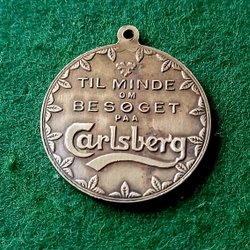 TIL MINDE
OM
BESØGET
PAA
Carlsberg